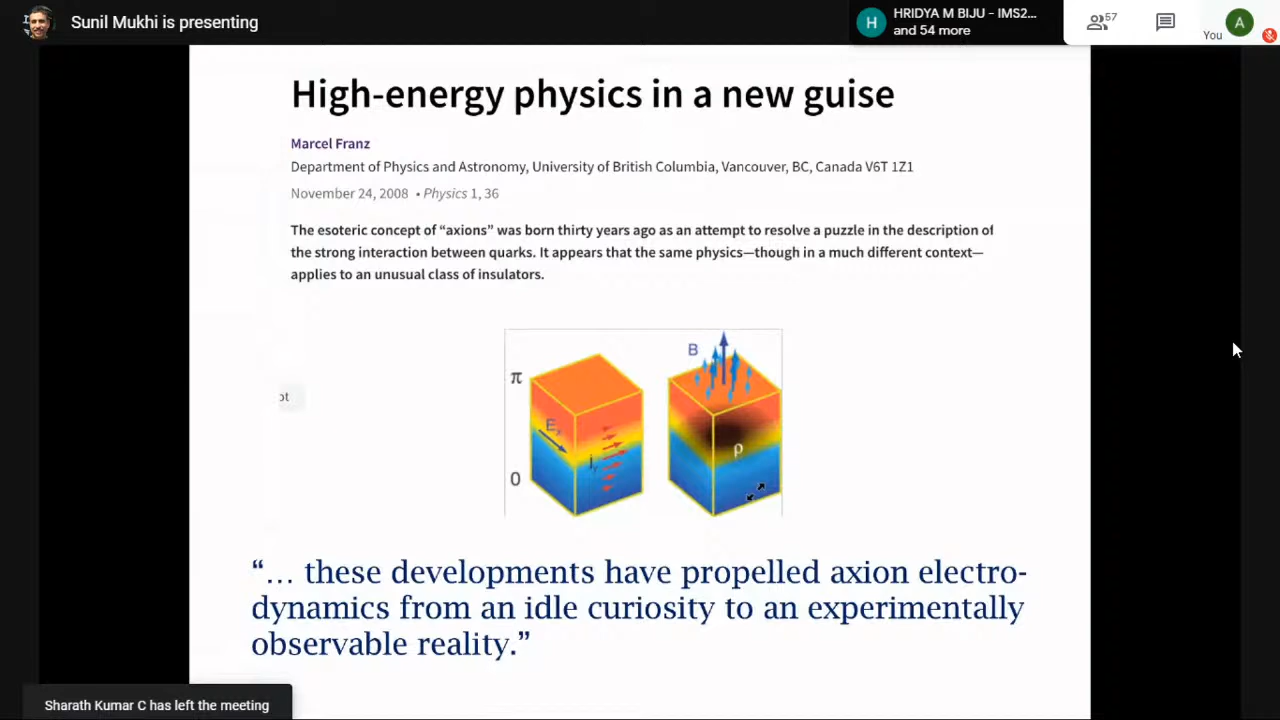 Sunil Mukhi is presenting
H
HRIDYA M BIJU - IMS2...
and 54 more
57
You
A
High-energy physics in a new guise
Marcel Franz
Department of Physics and Astronomy, University of British Columbia, Vancouver, BC, Canada V6T 1Z1
November 24, 2008 • Physics 1, 36
The esoteric concept of “axions” was born thirty years ago as an attempt to resolve a puzzle in the description of
the strong interaction between quarks. It appears that the same physics—though in a much different context—
applies to an unusual class of insulators.
π
B
ot
E
j
ρ
0
“... these developments have propelled axion electro-
dynamics from an idle curiosity to an experimentally
observable reality.”
Sharath Kumar C has left the meeting